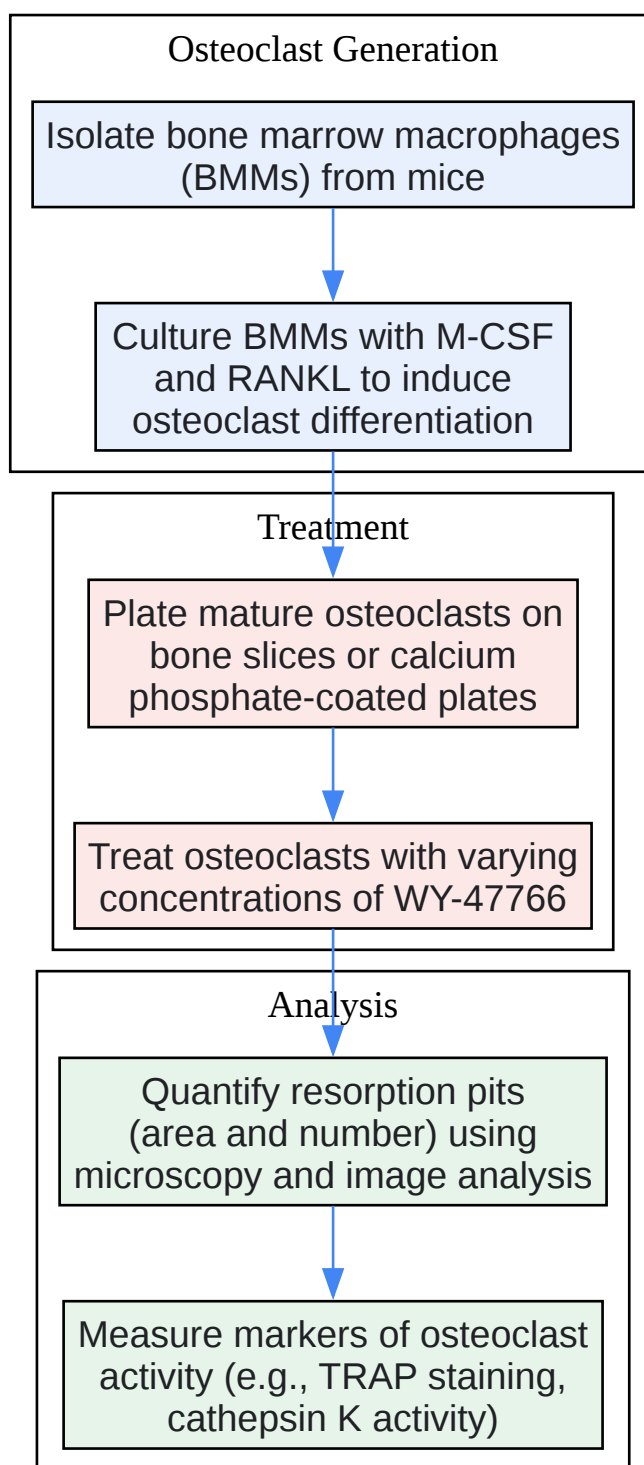 Osteoclast Generation
Isolate bone marrow macrophages
(BMMs) from mice
Culture BMMs with M-CSF
and RANKL to induce
osteoclast differentiation
Treatment
Plate mature osteoclasts on
bone slices or calcium
phosphate-coated plates
Treat osteoclasts with varying
concentrations of WY-47766
Analysis
Quantify resorption pits
(area and number) using
microscopy and image analysis
Measure markers of osteoclast
activity (e.g., TRAP staining,
cathepsin K activity)